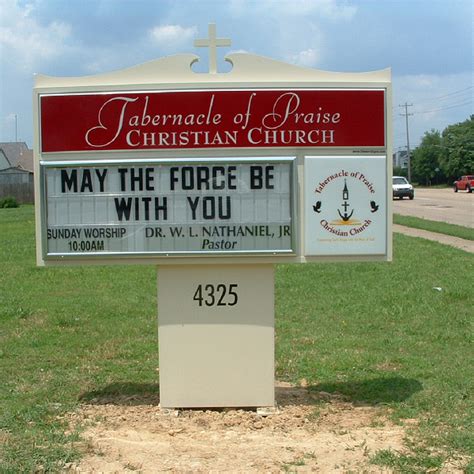 Tabernacle of Praise
CHRISTIAN CHURCH
MAY THE FORCE BE
WITH YOU
SUNDAY WORSHIP
10:00AM
DR. W. L. NATHANIEL, JR
Pastor
Tabernacle of Praise
Christian Church
4325